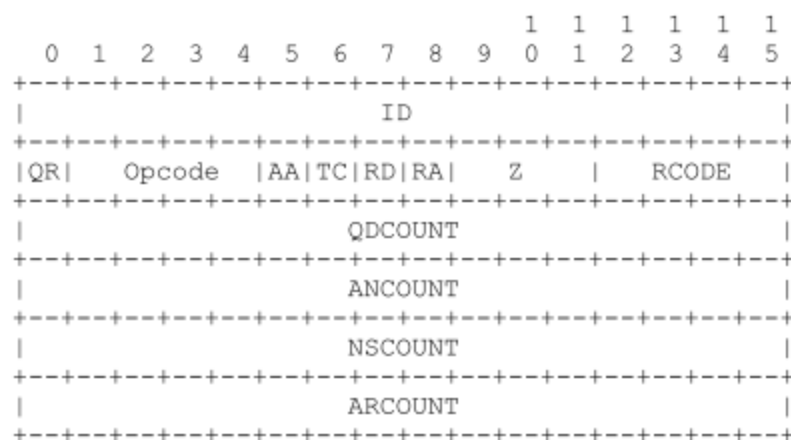 1  1  1  1  1  1
  0  1  2  3  4  5  6  7  8  9  0  1  2  3  4  5
+--+--+--+--+--+--+--+--+--+--+--+--+--+--+--+--+
|                      ID                       |
+--+--+--+--+--+--+--+--+--+--+--+--+--+--+--+--+
|QR|   Opcode  |AA|TC|RD|RA|   Z    |   RCODE   |
+--+--+--+--+--+--+--+--+--+--+--+--+--+--+--+--+
|                    QDCOUNT                    |
+--+--+--+--+--+--+--+--+--+--+--+--+--+--+--+--+
|                    ANCOUNT                    |
+--+--+--+--+--+--+--+--+--+--+--+--+--+--+--+--+
|                    NSCOUNT                    |
+--+--+--+--+--+--+--+--+--+--+--+--+--+--+--+--+
|                    ARCOUNT                    |
+--+--+--+--+--+--+--+--+--+--+--+--+--+--+--+--+